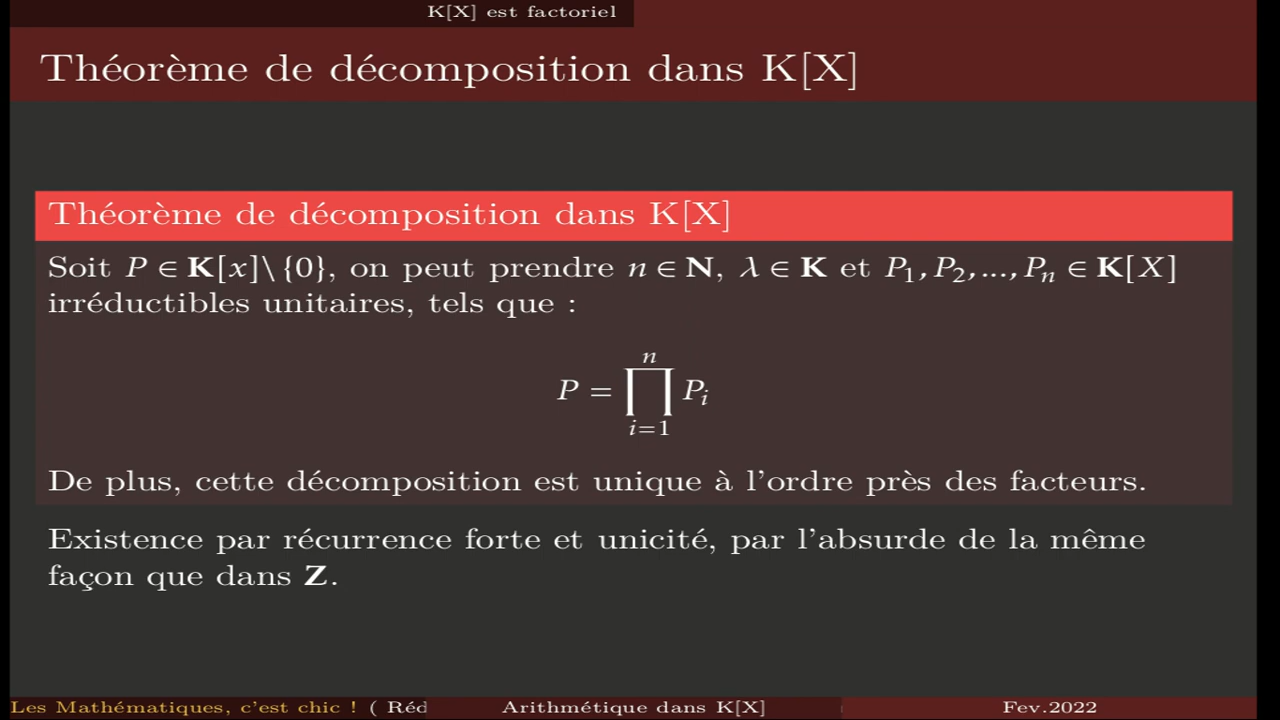 K[X] est factoriel
Théorème de décomposition dans K[X]
Théorème de décomposition dans K[X]
Soit P ∈ K[x]\{0}, on peut prendre n ∈ N, λ ∈ K et P₁, P₂, ..., Pₙ ∈ K[X]
irréductibles unitaires, tels que :
n
P = ∏ Pᵢ
i=1
De plus, cette décomposition est unique à l'ordre près des facteurs.
Existence par récurrence forte et unicité, par l'absurde de la même
façon que dans Z.
Les Mathématiques, c'est chic ! ( Réd Arithmétique dans K[X] Fev.2022